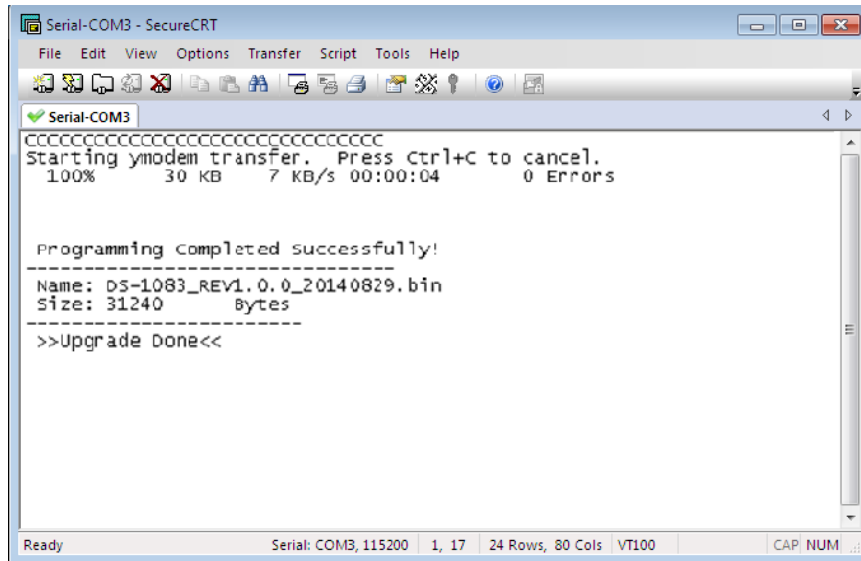 Serial-COM3 - SecureCRT
File Edit View Options Transfer Script Tools Help
Serial-COM3
CCCCCCCCCCCCCCCCCCCCCCCCCCCCCCC
Starting ymodem transfer.  Press Ctrl+C to cancel.
100%     30 KB    7 KB/s 00:00:04       0 Errors
Programming Completed Successfully!
--------------------------------
Name: DS-1083_REV1.0.0_20140829.bin
Size: 31240      Bytes
------------------------
>>Upgrade Done<<
Ready Serial: COM3, 115200 1, 17 24 Rows, 80 Cols VT100 CAP NUM